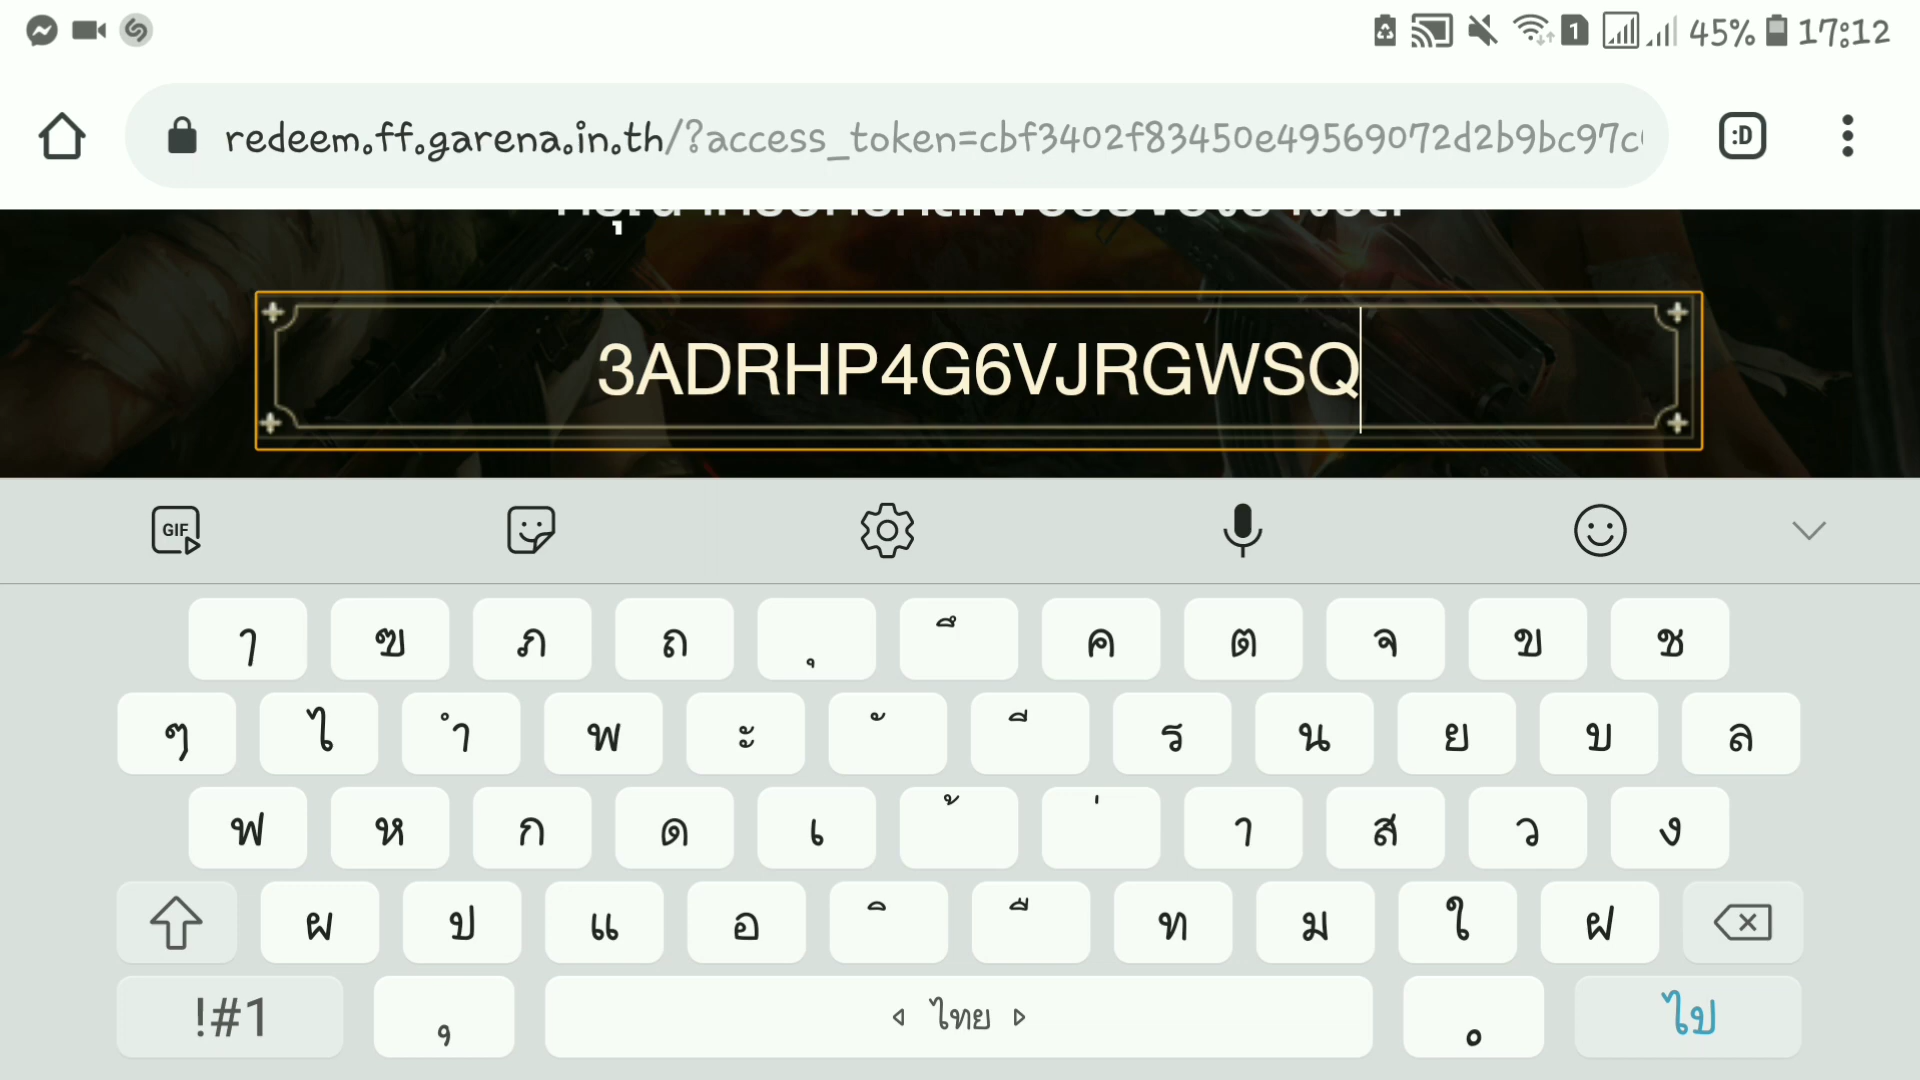 45% 17:12
redeem.ff.garena.in.th/?access_token=cbf3402f83450e49569072d2b9bc97c
:D
3ADRHP4G6VJRGWSQ
GIF
ๅ ฃ ภ ถ ุ ึ ค ต จ ข ช
ๆ ไ ำ พ ะ ั ี ร น ย บ ล
ฟ ห ก ด เ ้ ่ า ส ว ง
ผ ป แ อ ิ ื ท ม ใ ฝ
!#1 , ไทย . ไป